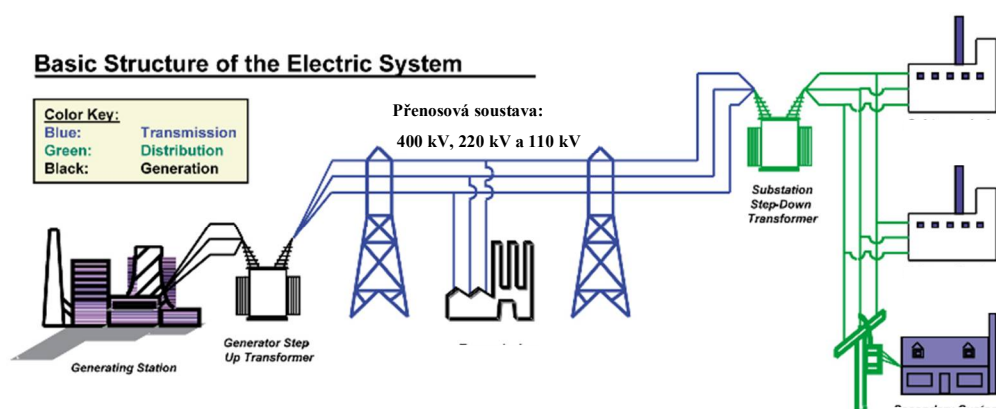 Basic Structure of the Electric System
Color Key:
Blue: Transmission
Green: Distribution
Black: Generation
Přenosová soustava:
400 kV, 220 kV a 110 kV
Substation
Step-Down
Transformer
Generator Step
Up Transformer
Generating Station